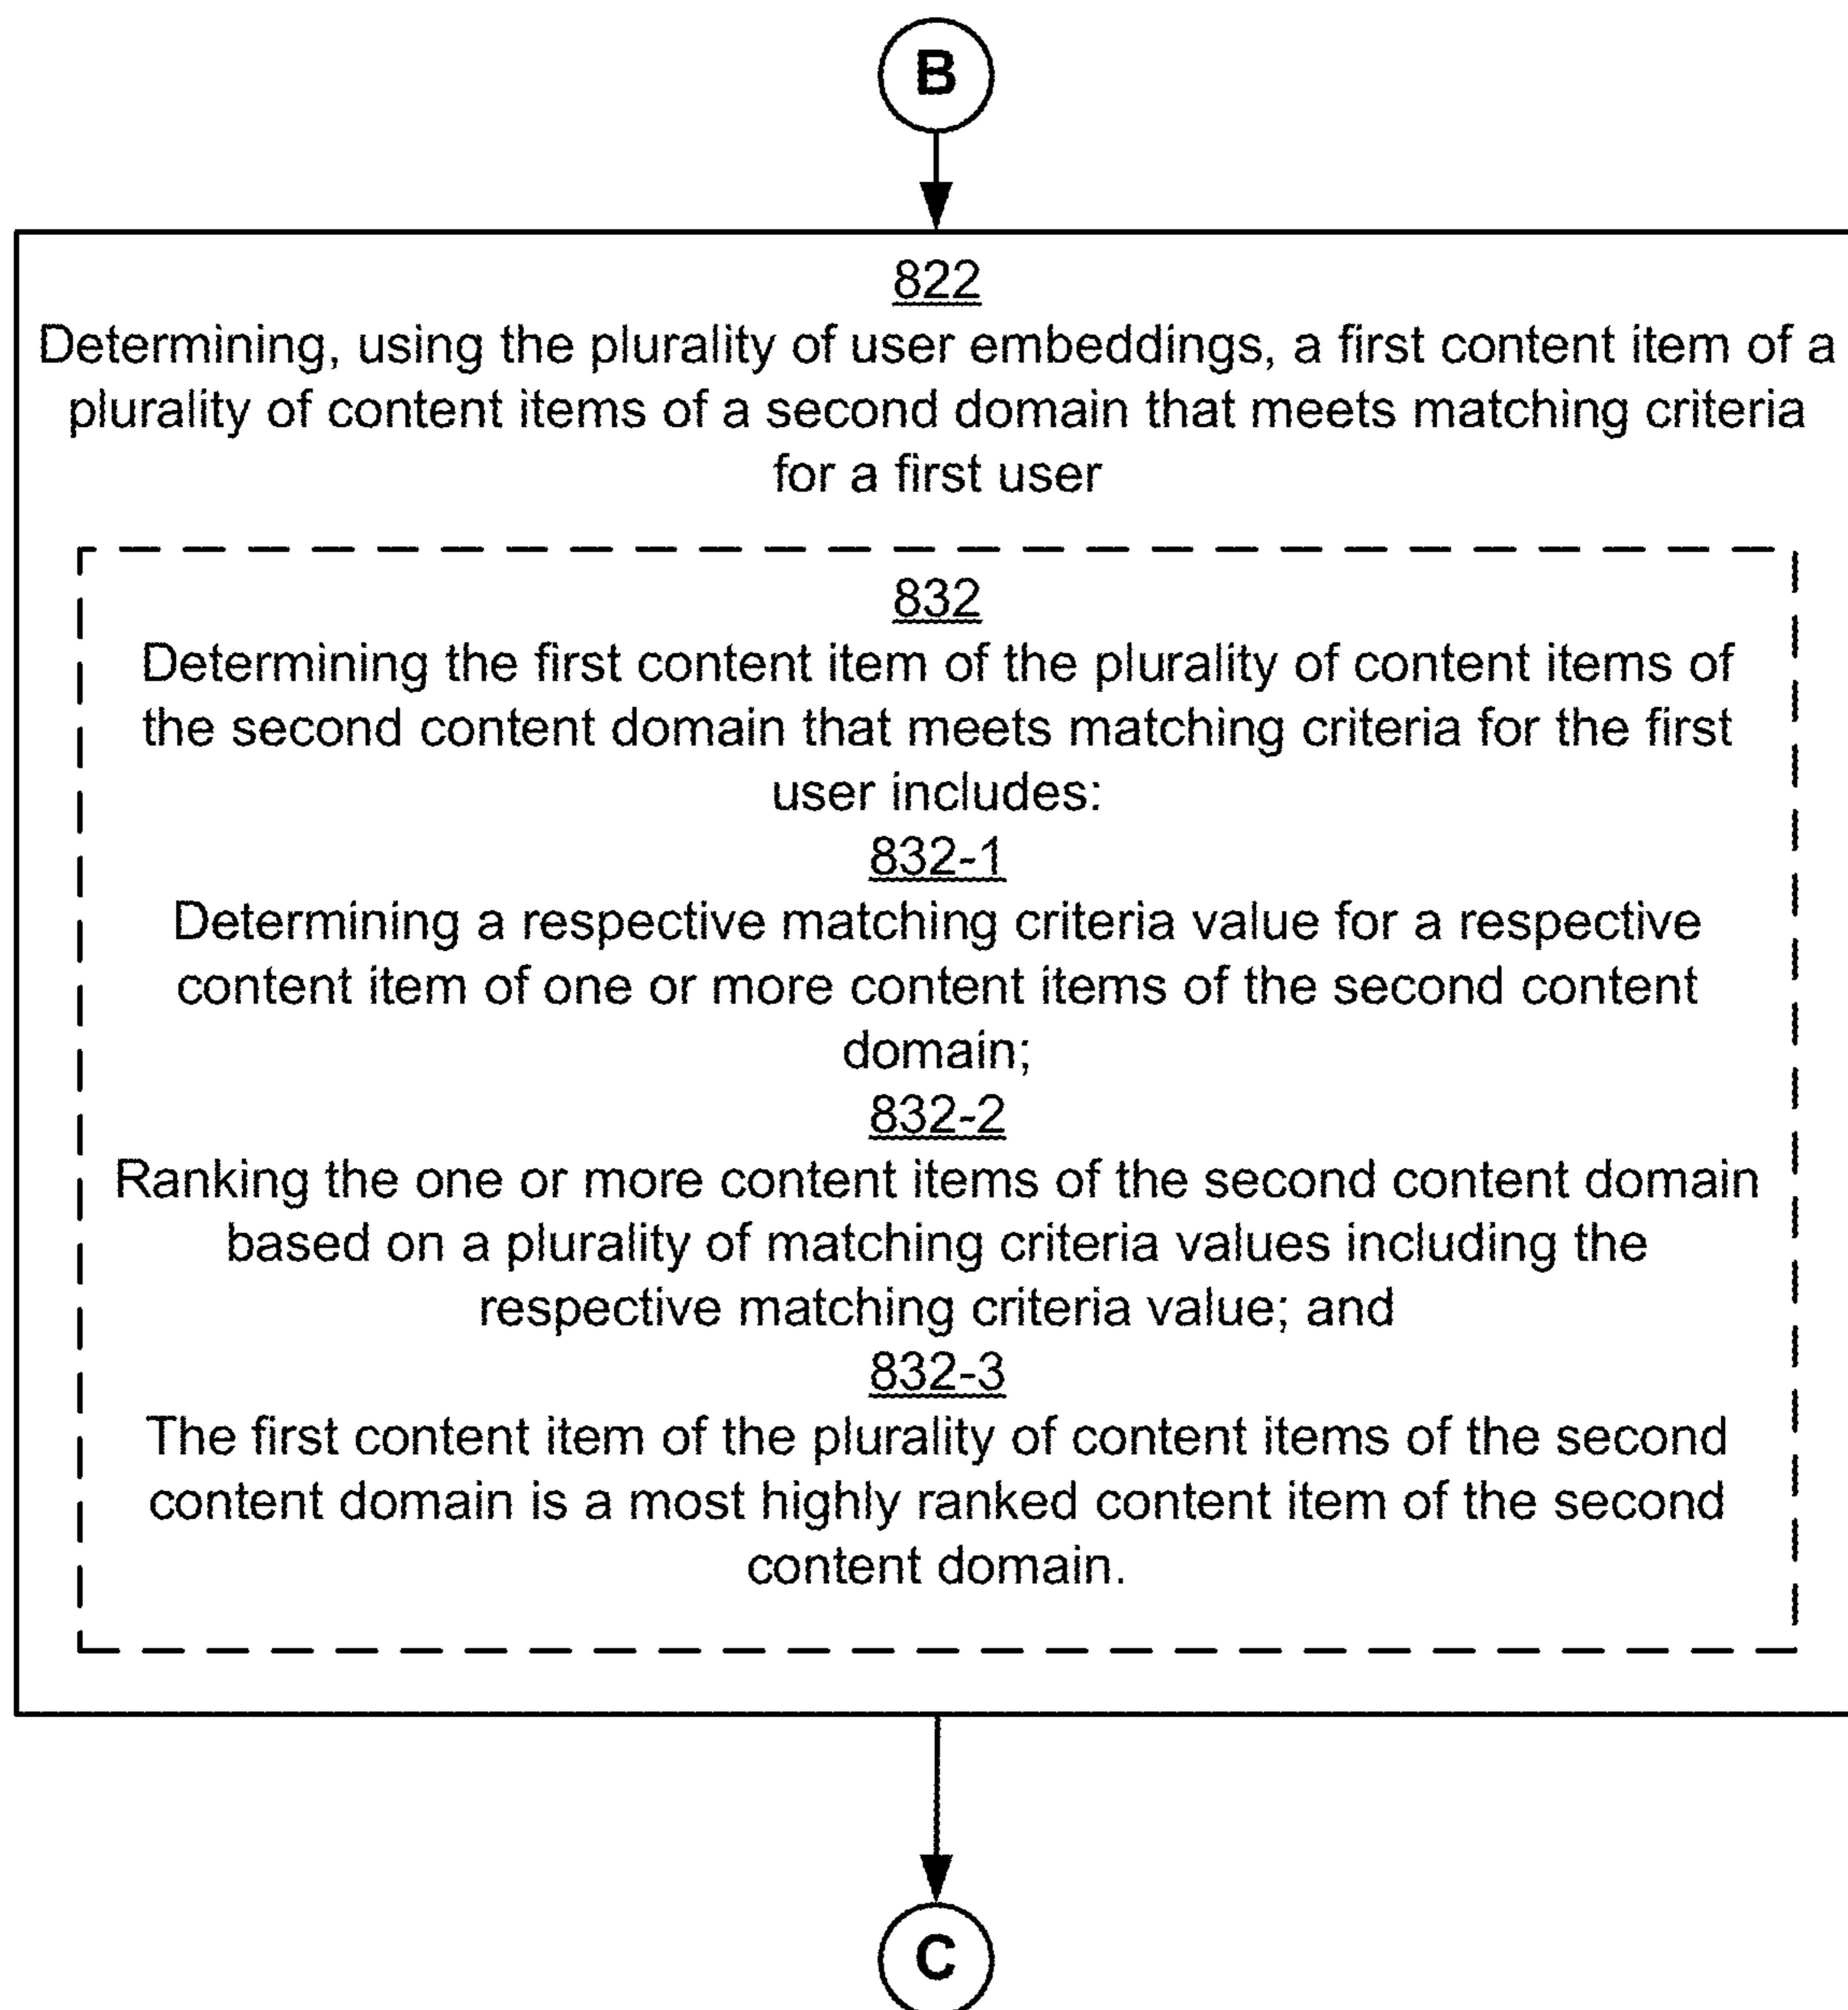 B
822
Determining, using the plurality of user embeddings, a first content item of a
plurality of content items of a second domain that meets matching criteria
for a first user
832
Determining the first content item of the plurality of content items of
the second content domain that meets matching criteria for the first
user includes:
832-1
Determining a respective matching criteria value for a respective
content item of one or more content items of the second content
domain;
832-2
Ranking the one or more content items of the second content domain
based on a plurality of matching criteria values including the
respective matching criteria value; and
832-3
The first content item of the plurality of content items of the second
content domain is a most highly ranked content item of the second
content domain.
C